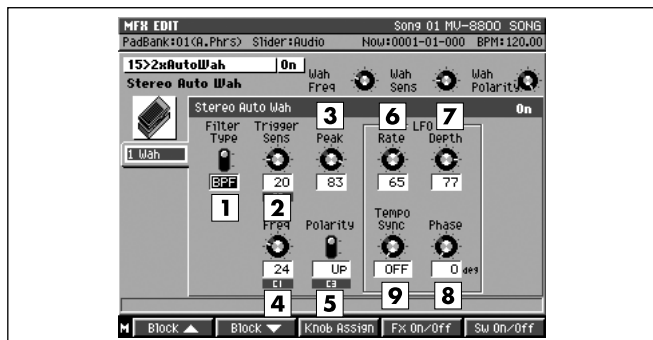 MFX EDIT Song 01 MV-8800 SONG
PadBank:01(A.Phrs) Slider:Audio Now:0001-01-000 BPM:120.00
15>2xAutoWah On
Stereo Auto Wah
Wah Freq
Wah Sens
Wah Polarity
Stereo Auto Wah On
3 6 7
LFO
Filter Type
Trigger Sens
Peak
Rate
Depth
1 Wah
BPF 20 83 65 77
1 2
Freq
Polarity
Tempo Sync
Phase
24 UP OFF 0 deg
C1 C3
4 5 9 8
M Block ▲ Block ▼ Knob Assign FX On/Off Sw On/Off